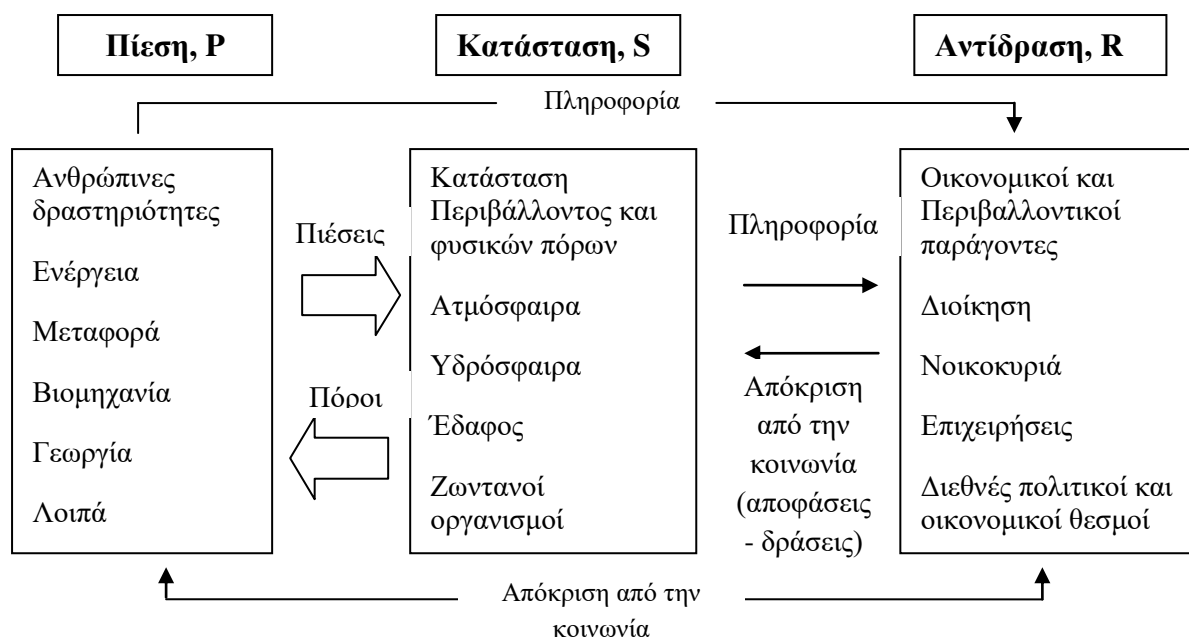 Πίεση, P
Κατάσταση, S
Αντίδραση, R
Πληροφορία
Ανθρώπινες
δραστηριότητες
Ενέργεια
Μεταφορά
Βιομηχανία
Γεωργία
Λοιπά
Πιέσεις
Πόροι
Κατάσταση
Περιβάλλοντος και
φυσικών πόρων
Ατμόσφαιρα
Υδρόσφαιρα
Έδαφος
Ζωντανοί
οργανισμοί
Πληροφορία
Απόκριση
από την
κοινωνία
(αποφάσεις
- δράσεις)
Οικονομικοί και
Περιβαλλοντικοί
παράγοντες
Διοίκηση
Νοικοκυριά
Επιχειρήσεις
Διεθνές πολιτικοί και
οικονομικοί θεσμοί
Απόκριση από την
κοινωνία